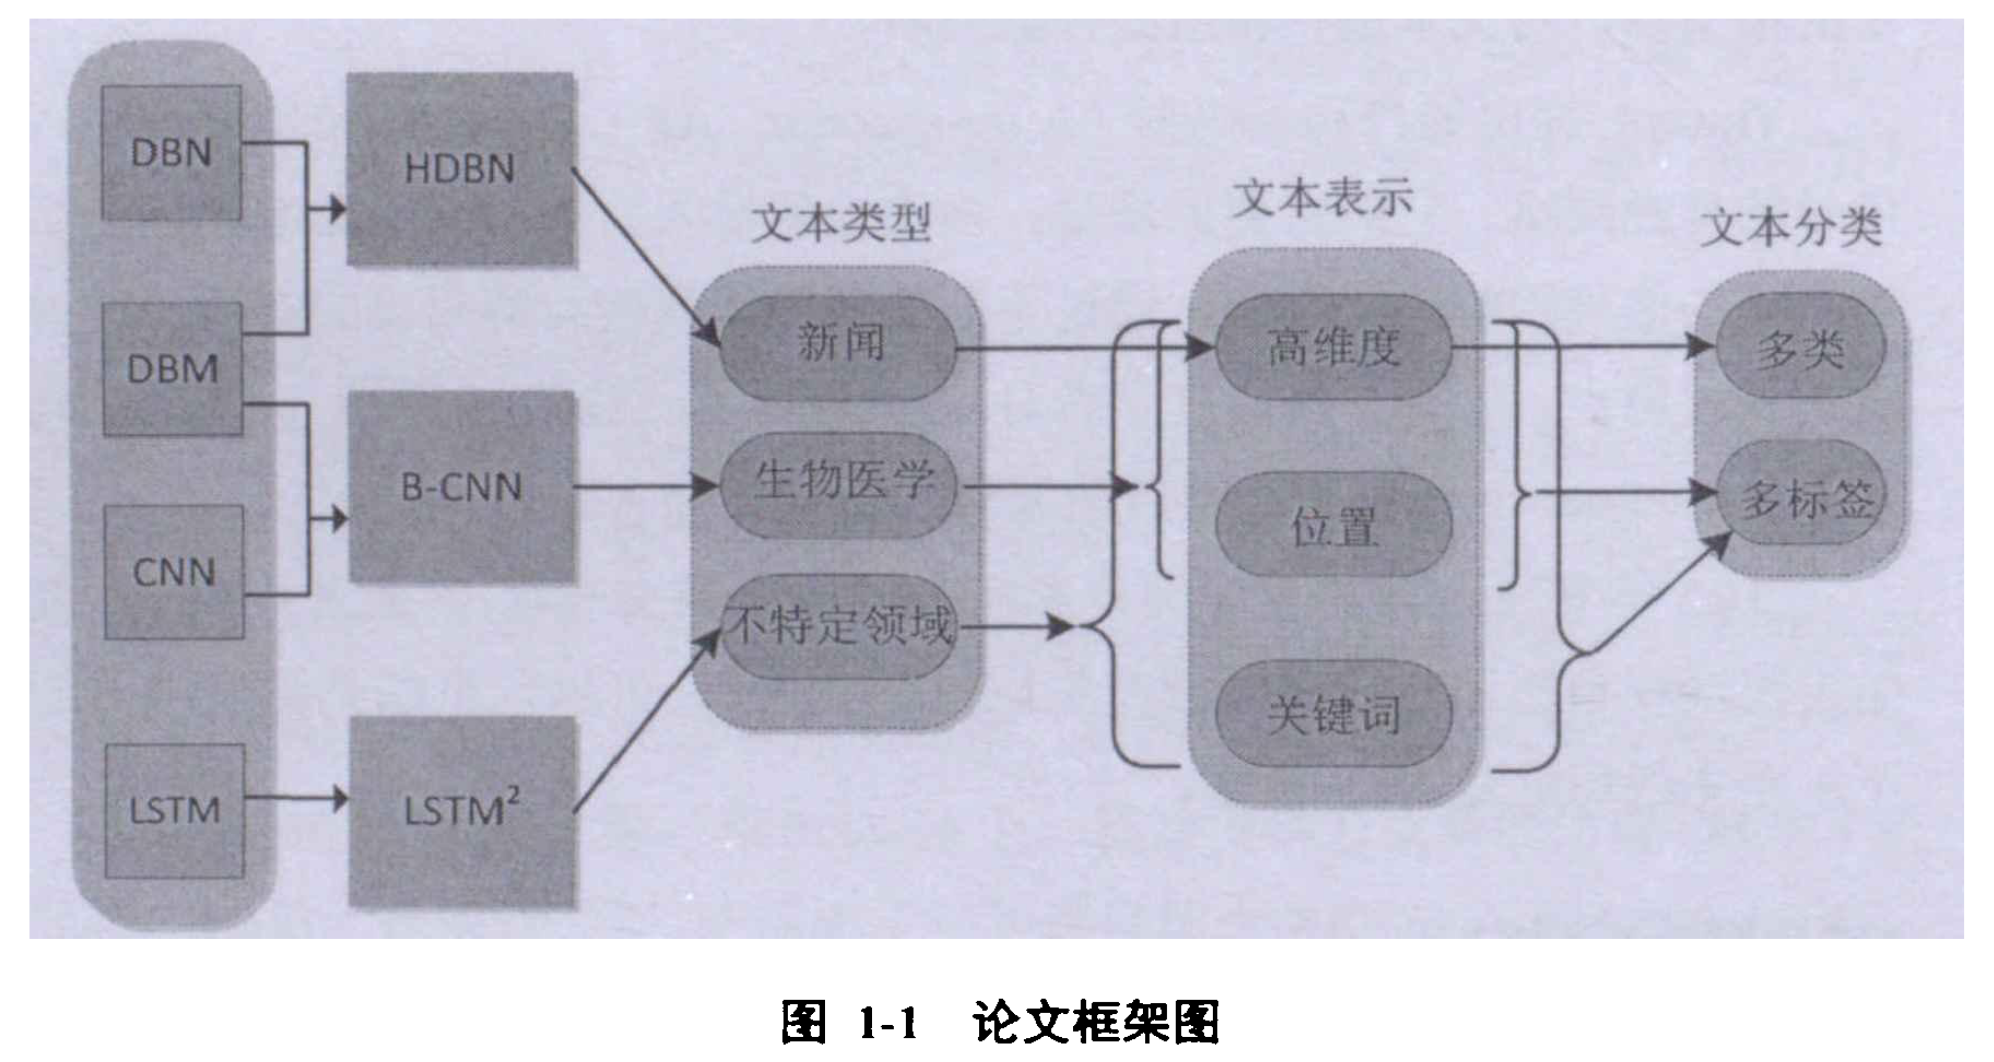 DBN
DBM
CNN
LSTM
HDBN
B-CNN
LSTM²
文本类型
新闻
生物医学
不特定领域
文本表示
高维度
位置
关键词
文本分类
多类
多标签
图 1-1 论文框架图